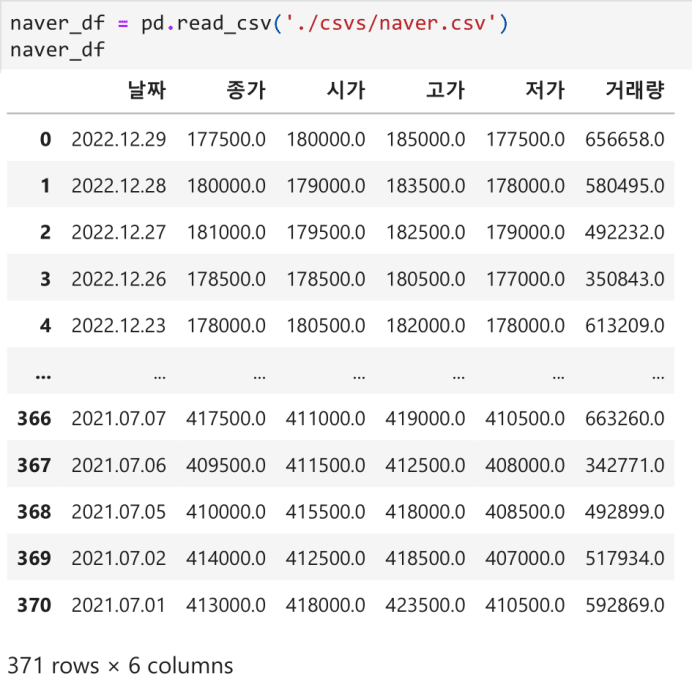 naver_df = pd.read_csv('./csvs/naver.csv')
naver_df
날짜 종가 시가 고가 저가 거래량
0 2022.12.29 177500.0 180000.0 185000.0 177500.0 656658.0
1 2022.12.28 180000.0 179000.0 183500.0 178000.0 580495.0
2 2022.12.27 181000.0 179500.0 182500.0 179000.0 492232.0
3 2022.12.26 178500.0 178500.0 180500.0 177000.0 350843.0
4 2022.12.23 178000.0 180500.0 182000.0 178000.0 613209.0
... ... ... ... ... ... ...
366 2021.07.07 417500.0 411000.0 419000.0 410500.0 663260.0
367 2021.07.06 409500.0 411500.0 412500.0 408000.0 342771.0
368 2021.07.05 410000.0 415500.0 418000.0 408500.0 492899.0
369 2021.07.02 414000.0 412500.0 418500.0 407000.0 517934.0
370 2021.07.01 413000.0 418000.0 423500.0 410500.0 592869.0
371 rows × 6 columns